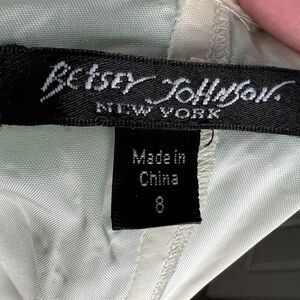 Betsey Johnson.
NEW YORK
Made in
China
8